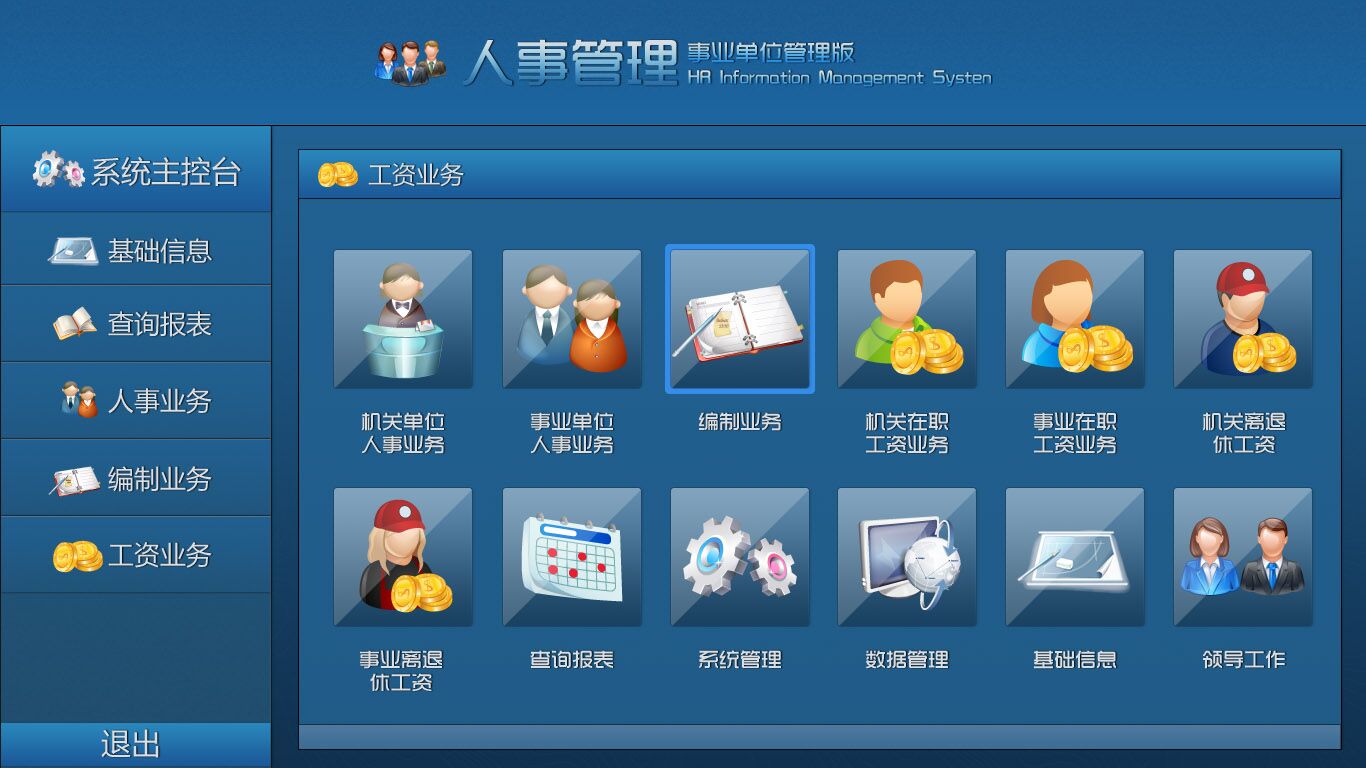 人事管理
事业单位管理版
HR Information Management Systen
系统主控台
基础信息
查询报表
人事业务
编制业务
工资业务
退出
工资业务
机关单位
人事业务
事业单位
人事业务
编制业务
机关在职
工资业务
事业在职
工资业务
机关离退
休工资
事业离退
休工资
查询报表
系统管理
数据管理
基础信息
领导工作